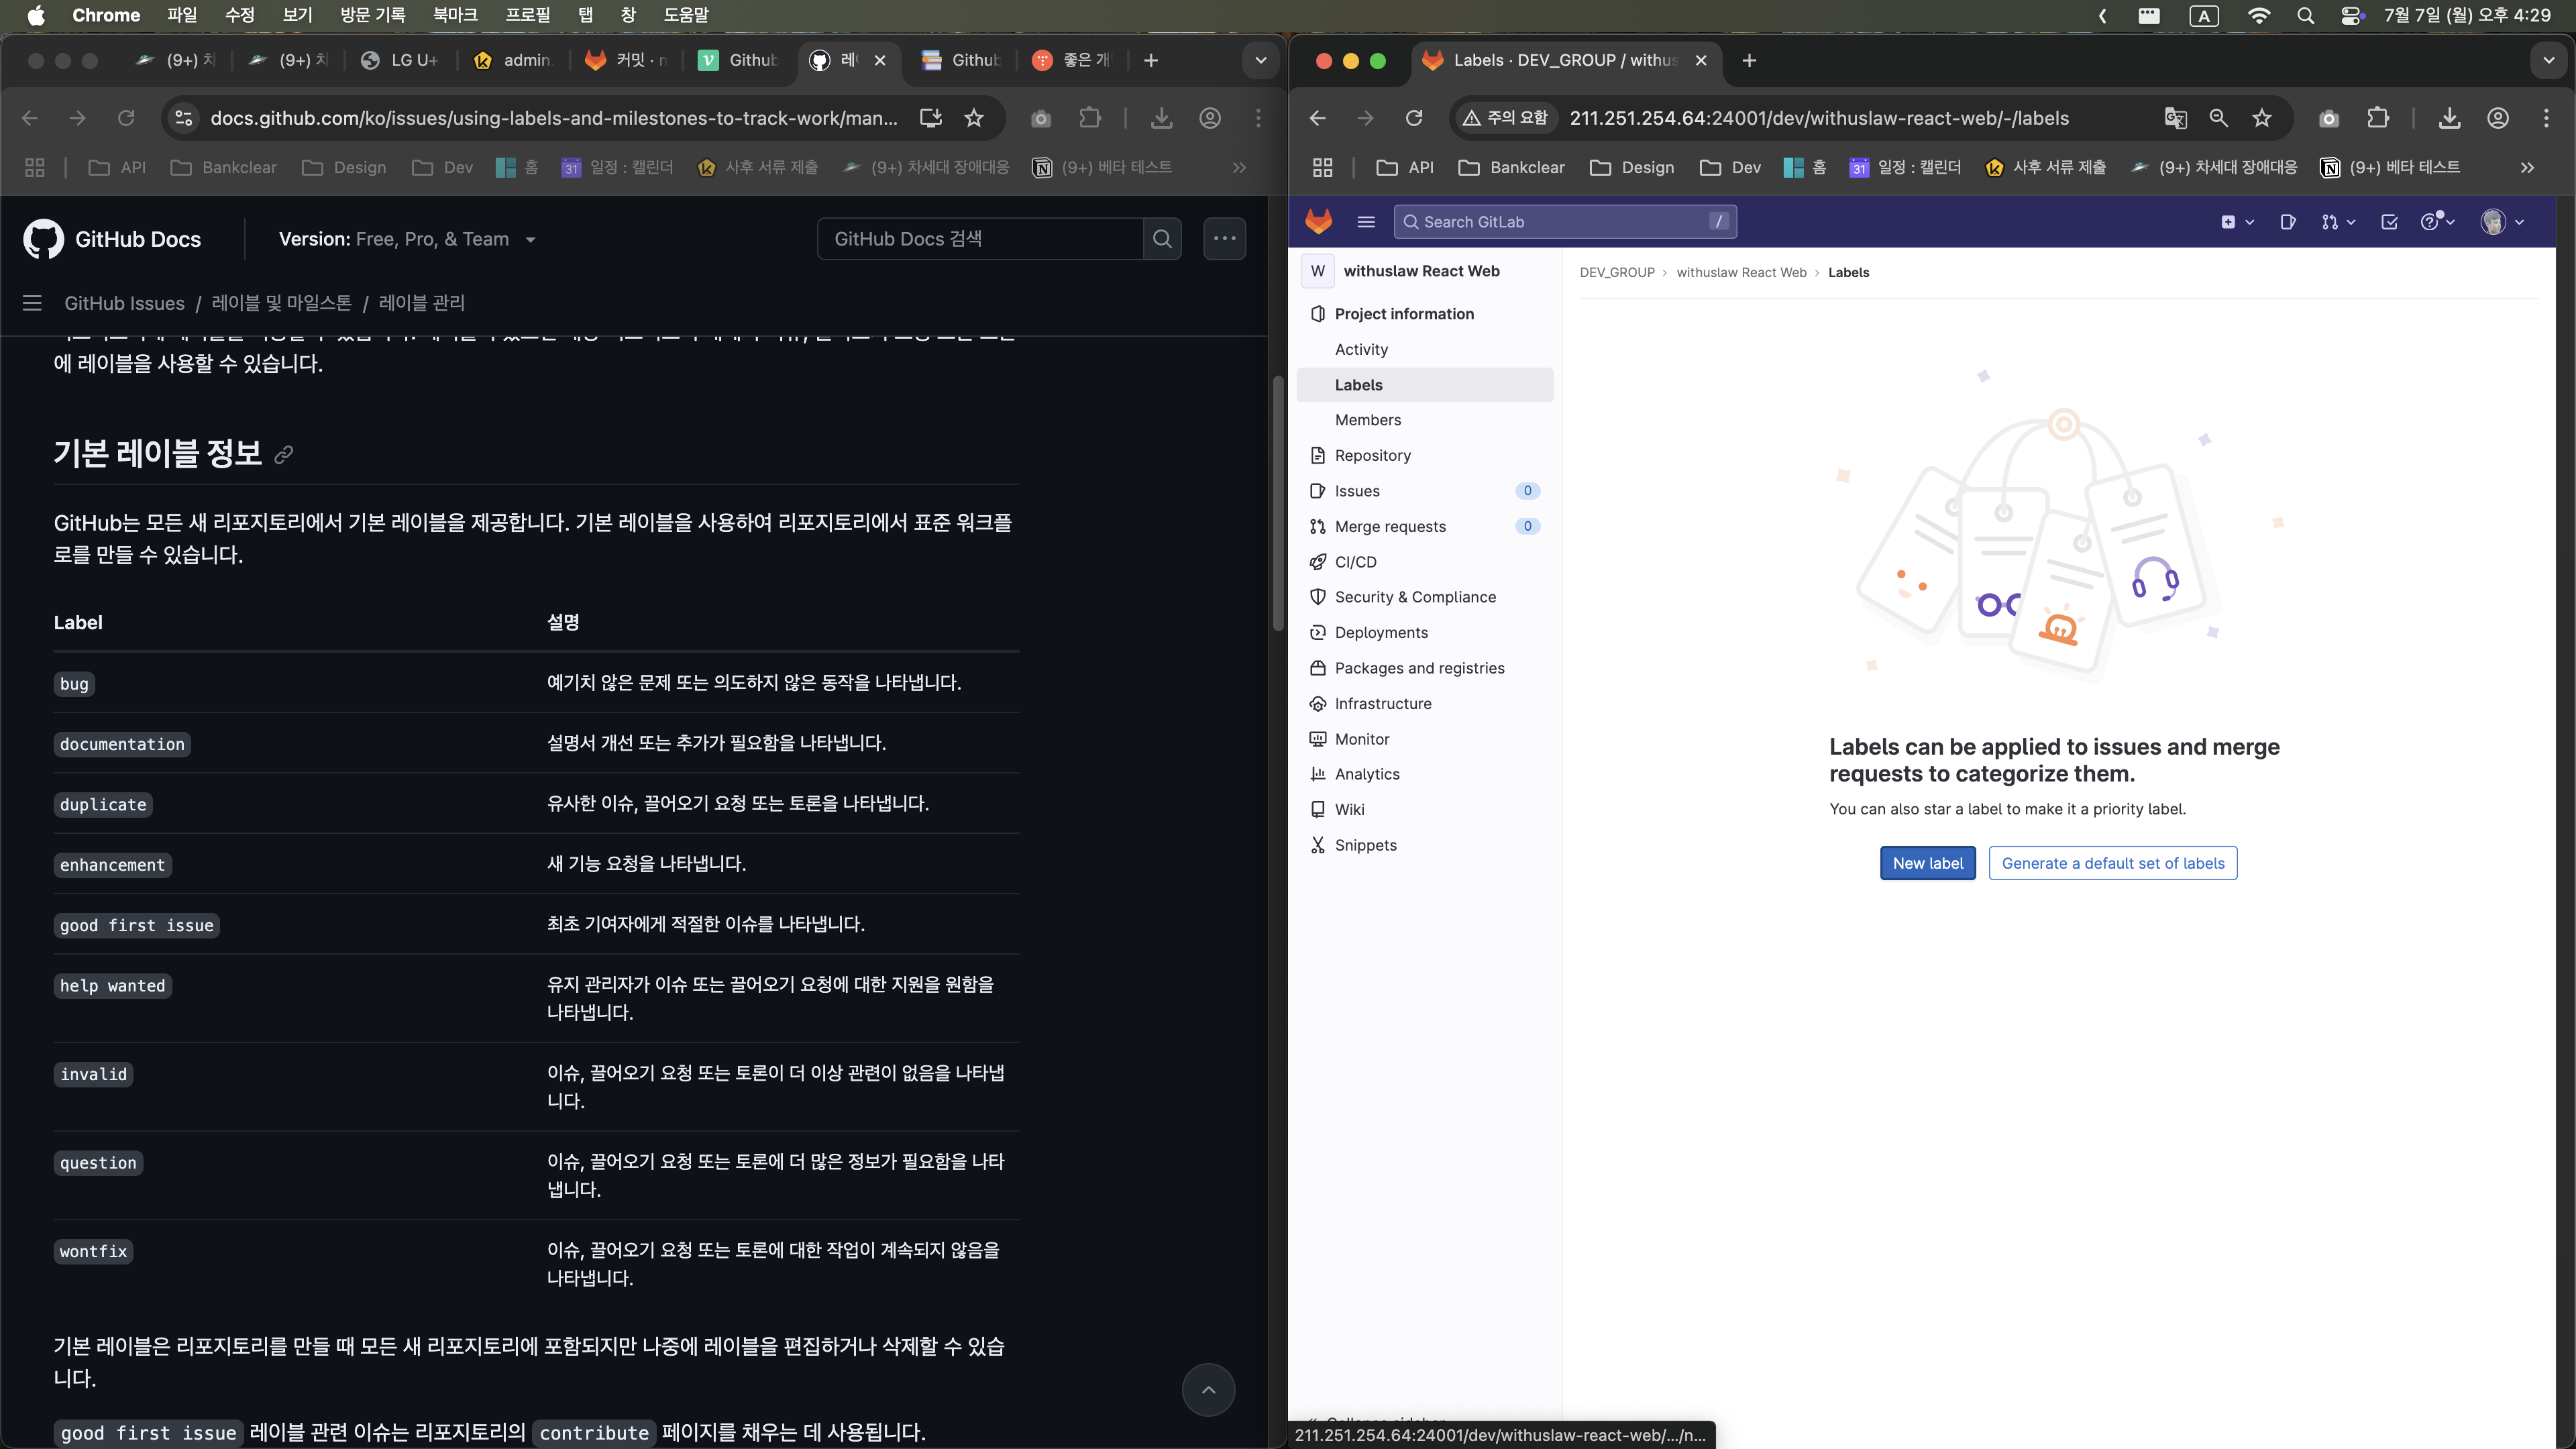 Chrome 파일 수정 보기 방문 기록 북마크 프로필 탭 창 도움말
A 7월 7일 (월) 오후 4:29
(9+) (9+) LG U+ admin. 커밋 · Github Github 좋은 개
docs.github.com/ko/issues/using-labels-and-milestones-to-track-work/man...
API Bankclear Design Dev 홈 31 일정 : 캘린더 사후 서류 제출 (9+) 차세대 장애대응 (9+) 베타 테스트
GitHub Docs
Version: Free, Pro, & Team
GitHub Docs 검색
GitHub Issues / 레이블 및 마일스톤 / 레이블 관리
에 레이블을 사용할 수 있습니다.
기본 레이블 정보
GitHub는 모든 새 리포지토리에서 기본 레이블을 제공합니다. 기본 레이블을 사용하여 리포지토리에서 표준 워크플
로를 만들 수 있습니다.
Label 설명
bug 예기치 않은 문제 또는 의도하지 않은 동작을 나타냅니다.
documentation 설명서 개선 또는 추가가 필요함을 나타냅니다.
duplicate 유사한 이슈, 끌어오기 요청 또는 토론을 나타냅니다.
enhancement 새 기능 요청을 나타냅니다.
good first issue 최초 기여자에게 적절한 이슈를 나타냅니다.
help wanted 유지 관리자가 이슈 또는 끌어오기 요청에 대한 지원을 원함을
나타냅니다.
invalid 이슈, 끌어오기 요청 또는 토론이 더 이상 관련이 없음을 나타냅
니다.
question 이슈, 끌어오기 요청 또는 토론에 더 많은 정보가 필요함을 나타
냅니다.
wontfix 이슈, 끌어오기 요청 또는 토론에 대한 작업이 계속되지 않음을
나타냅니다.
기본 레이블은 리포지토리를 만들 때 모든 새 리포지토리에 포함되지만 나중에 레이블을 편집하거나 삭제할 수 있습
니다.
good first issue 레이블 관련 이슈는 리포지토리의 contribute 페이지를 채우는 데 사용됩니다.
Labels · DEV_GROUP / withus
주의 요함 211.251.254.64:24001/dev/withuslaw-react-web/-/labels
API Bankclear Design Dev 홈 31 일정 : 캘린더 사후 서류 제출 (9+) 차세대 장애대응 (9+) 베타 테스트
Search GitLab /
W withuslaw React Web
Project information
Activity
Labels
Members
Repository
Issues 0
Merge requests 0
CI/CD
Security & Compliance
Deployments
Packages and registries
Infrastructure
Monitor
Analytics
Wiki
Snippets
DEV_GROUP › withuslaw React Web › Labels
Labels can be applied to issues and merge
requests to categorize them.
You can also star a label to make it a priority label.
New label Generate a default set of labels
211.251.254.64:24001/dev/withuslaw-react-web/.../n...